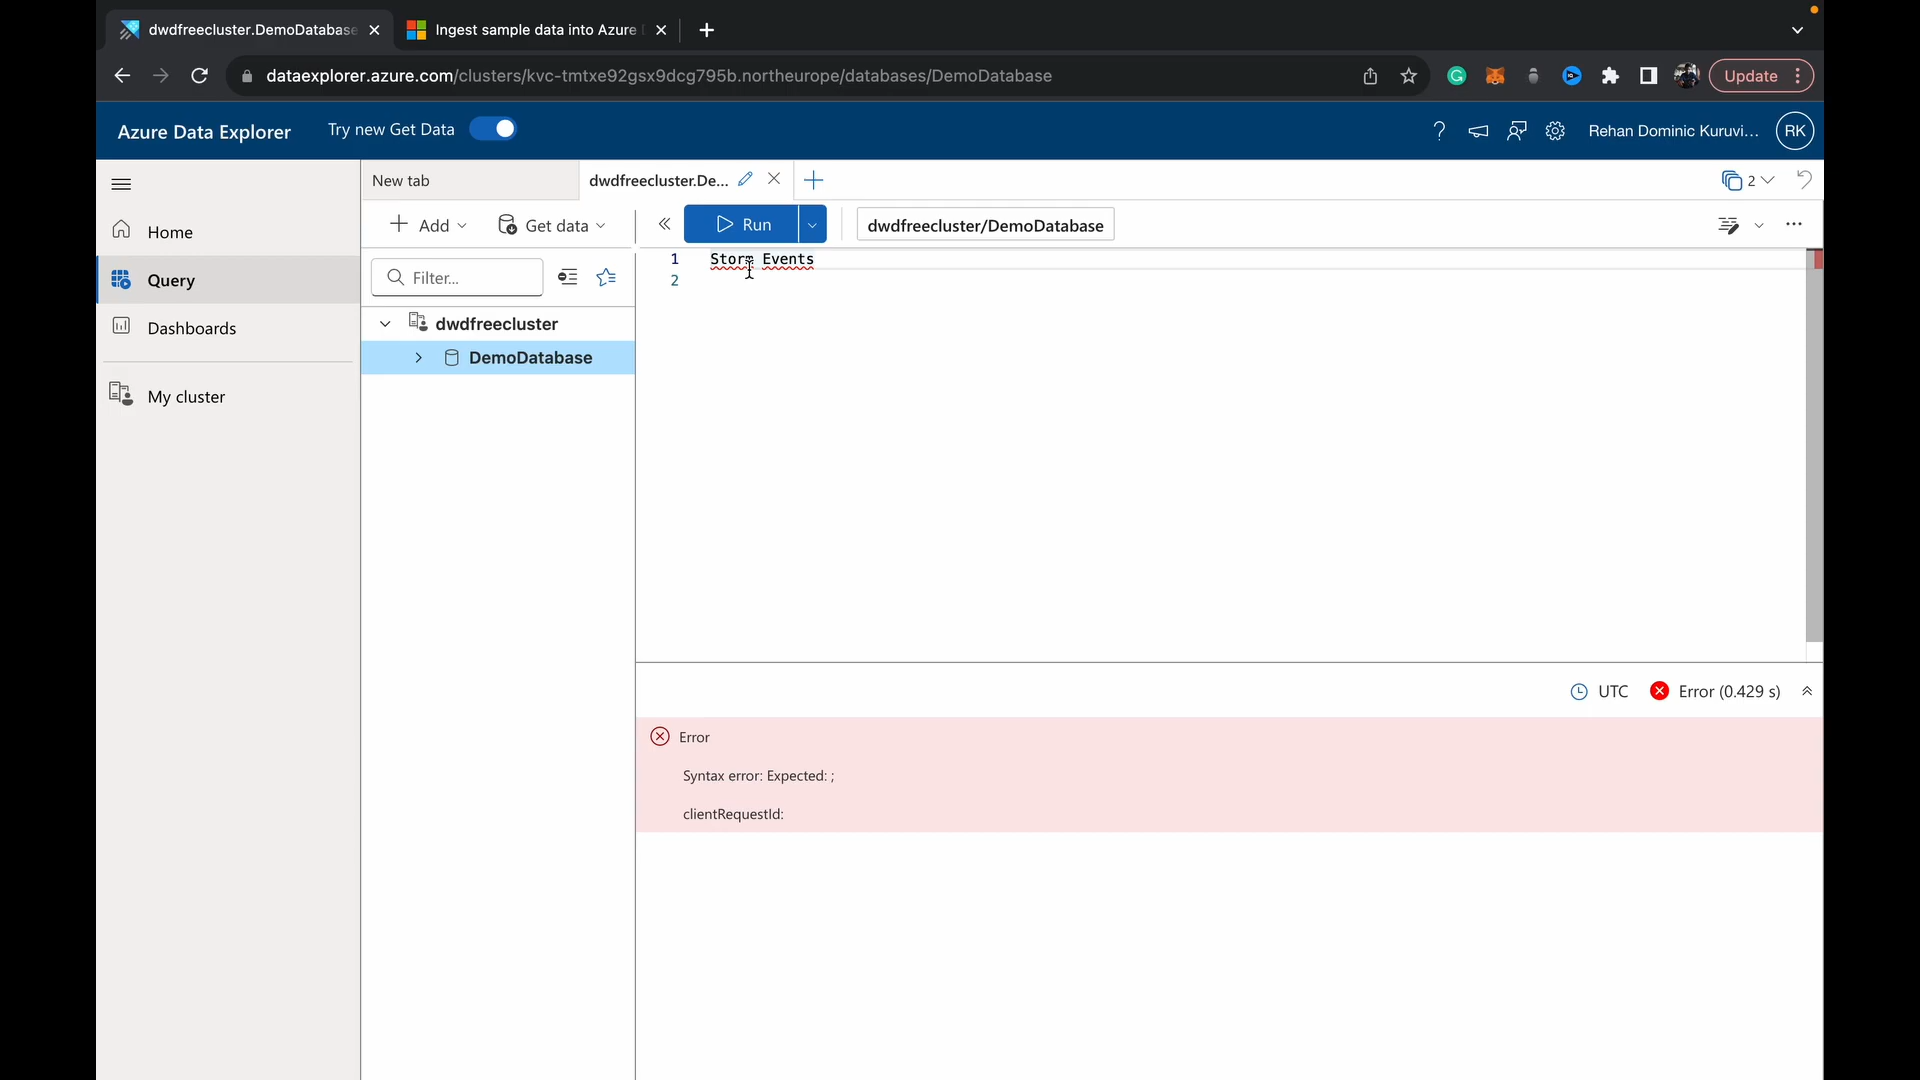 dwdfreecluster.DemoDatabase
Ingest sample data into Azure
dataexplorer.azure.com/clusters/kvc-tmtxe92gsx9dcg795b.northeurope/databases/DemoDatabase
Update
Azure Data Explorer
Try new Get Data
Rehan Dominic Kuruvi...
RK
New tab
dwdfreecluster.De...
2
Add
Get data
Run
dwdfreecluster/DemoDatabase
Home
Query
Dashboards
My cluster
Filter...
dwdfreecluster
DemoDatabase
1 Storm Events
2
UTC
Error (0.429 s)
Error
Syntax error: Expected: ;
clientRequestId: